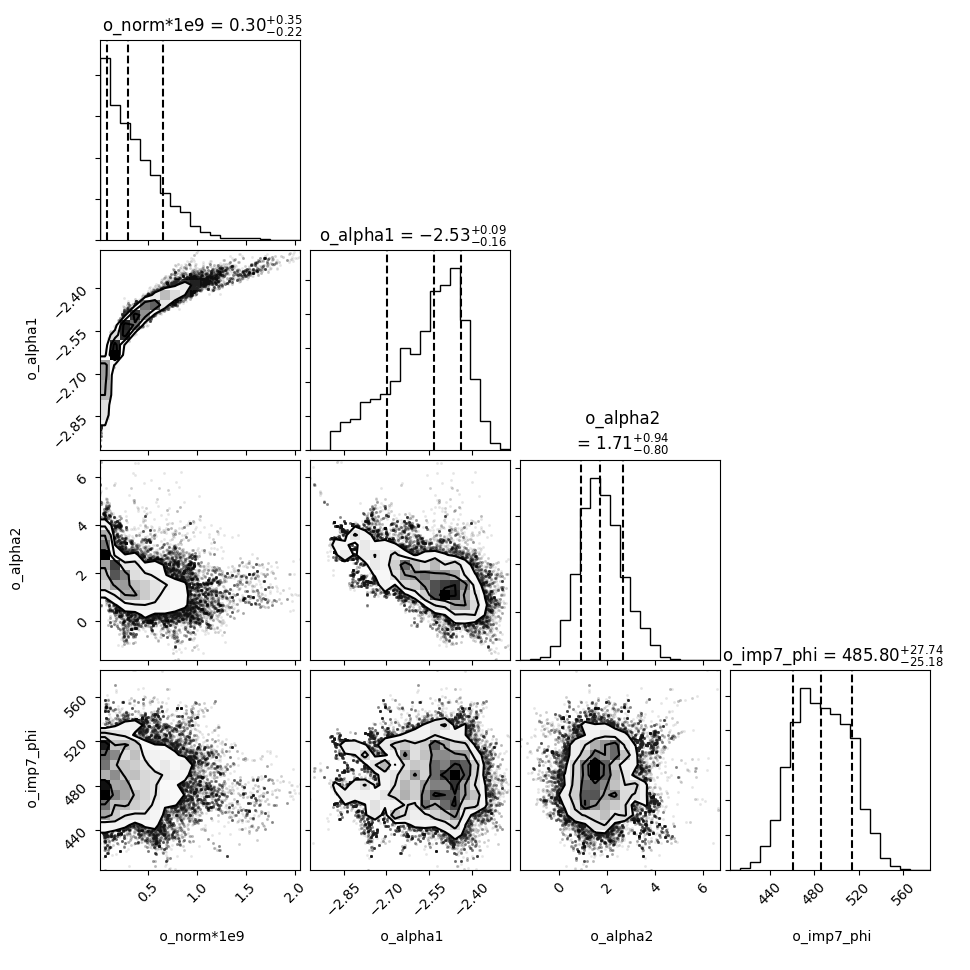 o_norm*1e9 = 0.30+0.35 −0.22
o_alpha1 = −2.53+0.09 −0.16
o_alpha1
−2.40
−2.55
−2.70
−2.85
o_alpha2
= 1.71+0.94 −0.80
o_alpha2
6
4
2
0
o_imp7_phi = 485.80+27.74 −25.18
o_imp7_phi
560
520
480
440
0.5 1.0 1.5 2.0
−2.85 −2.70 −2.55 −2.40
0 2 4 6
440 480 520 560
o_norm*1e9 o_alpha1 o_alpha2 o_imp7_phi